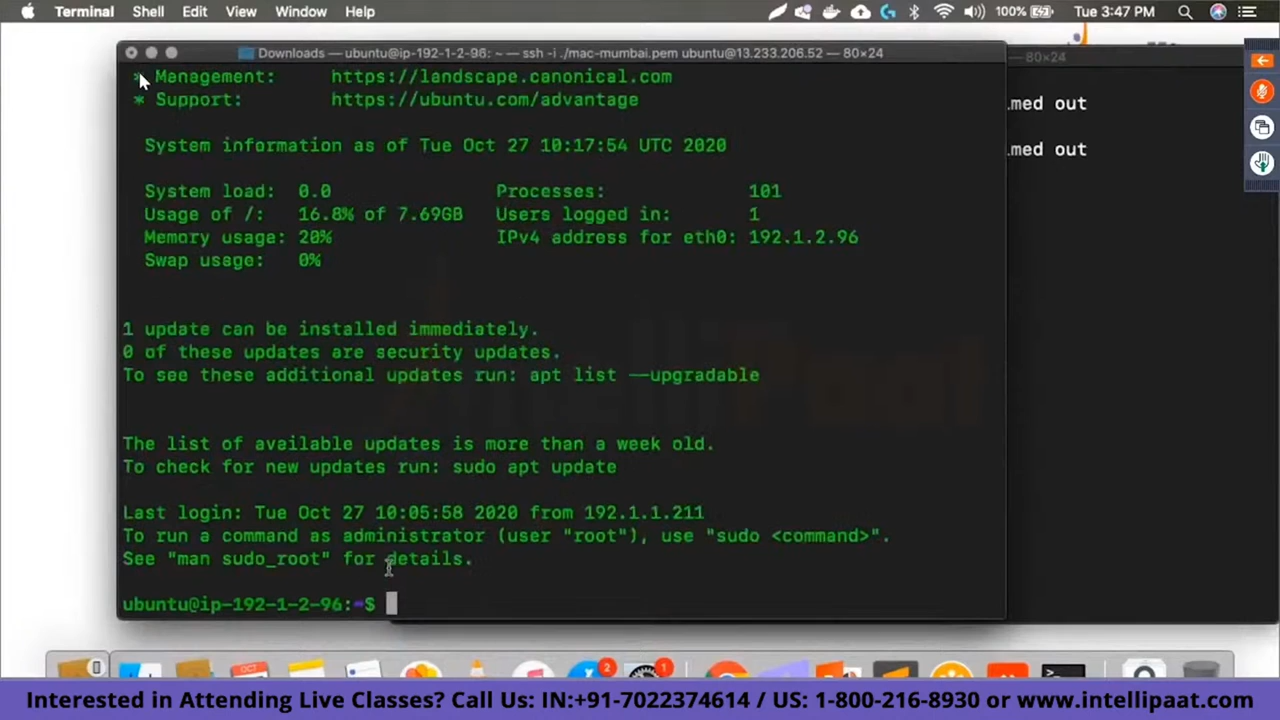 Terminal Shell Edit View Window Help 100% Tue 3:47 PM
Downloads — ubuntu@ip-192-1-2-96: ~ — ssh -i ./mac-mumbai.pem ubuntu@13.233.206.52 — 80×24
— 80×24
* Management: https://landscape.canonical.com
* Support: https://ubuntu.com/advantage
med out
med out
System information as of Tue Oct 27 10:17:54 UTC 2020
System load: 0.0 Processes: 101
Usage of /: 16.8% of 7.69GB Users logged in: 1
Memory usage: 20% IPv4 address for eth0: 192.1.2.96
Swap usage: 0%
1 update can be installed immediately.
0 of these updates are security updates.
To see these additional updates run: apt list --upgradable
The list of available updates is more than a week old.
To check for new updates run: sudo apt update
Last login: Tue Oct 27 10:05:58 2020 from 192.1.1.211
To run a command as administrator (user "root"), use "sudo <command>".
See "man sudo_root" for details.
ubuntu@ip-192-1-2-96:~$
OCT 2 1
Interested in Attending Live Classes? Call Us: IN:+91-7022374614 / US: 1-800-216-8930 or www.intellipaat.com